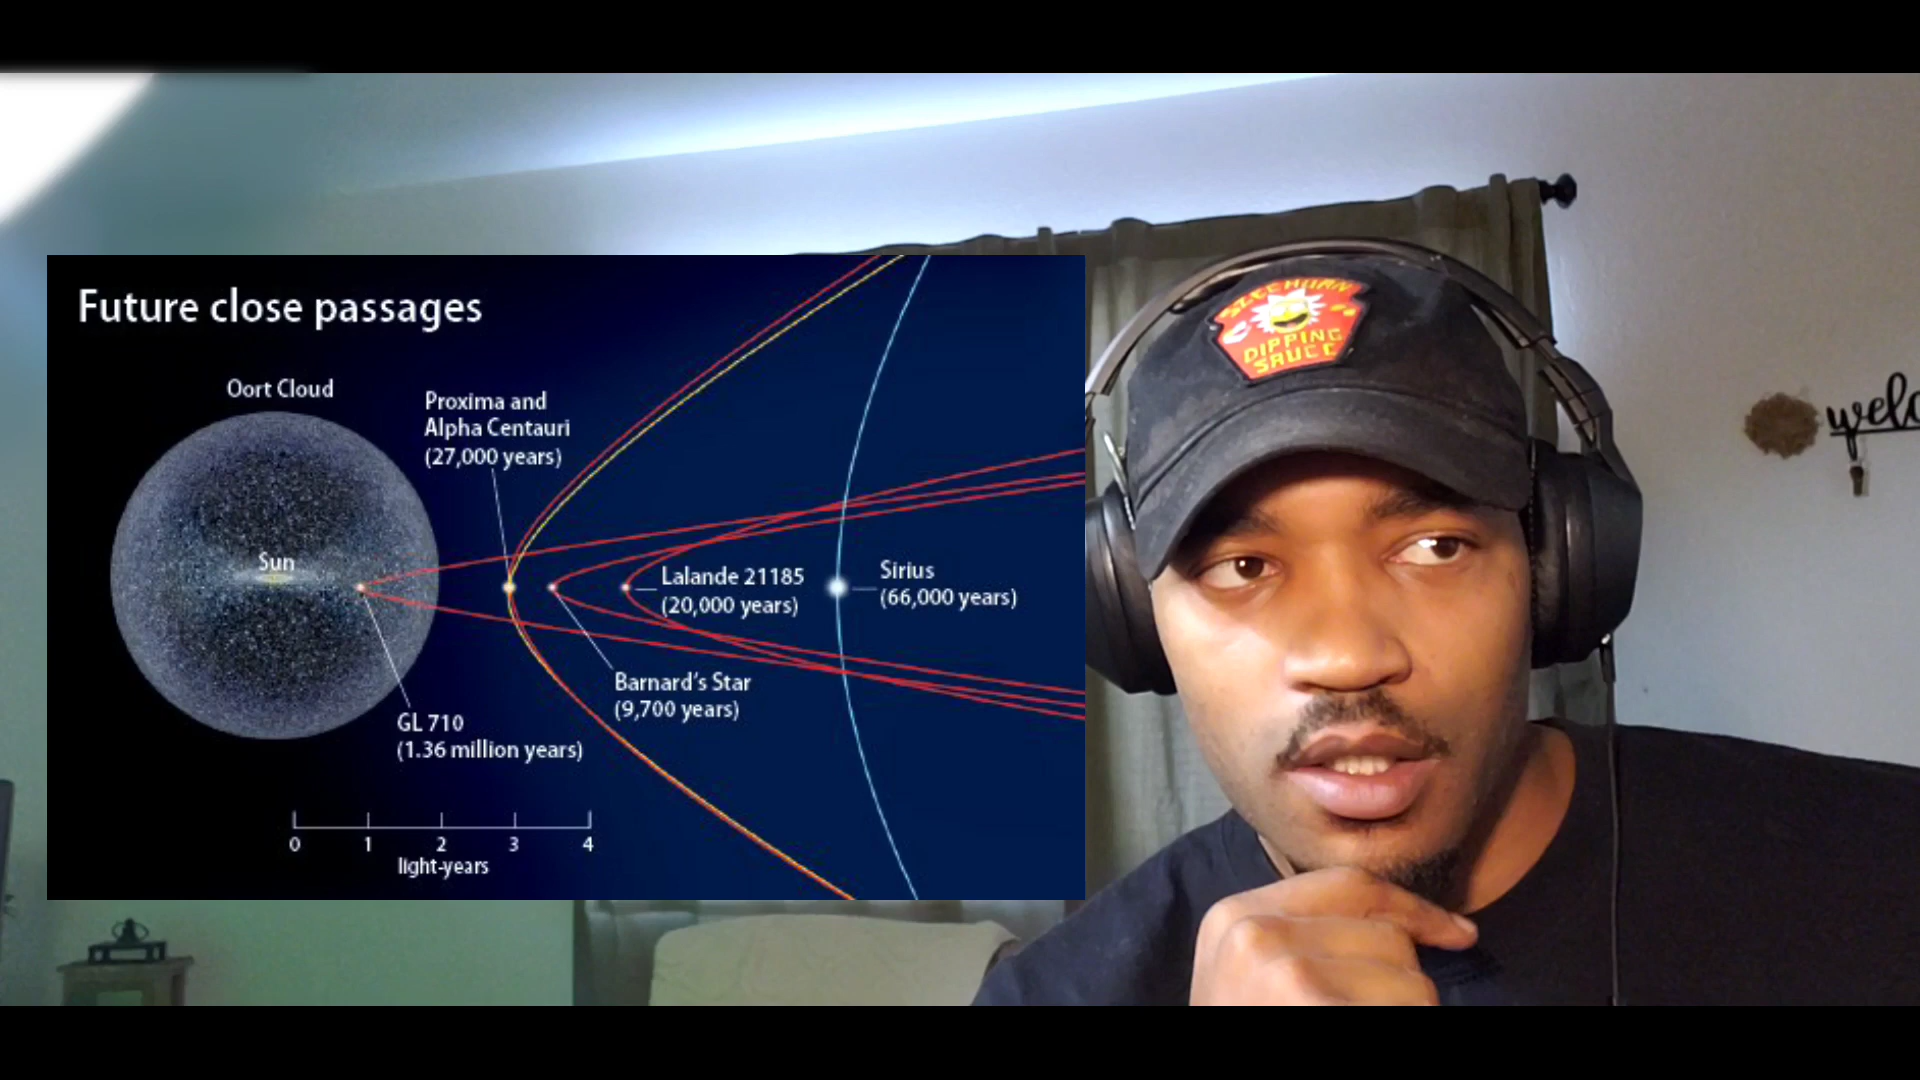 Future close passages
Oort Cloud
Proxima and
Alpha Centauri
(27,000 years)
Sun
Lalande 21185
(20,000 years)
Sirius
(66,000 years)
Barnard's Star
(9,700 years)
GL 710
(1.36 million years)
0 1 2 3 4
light-years
DIPPING
SAUCE
welc